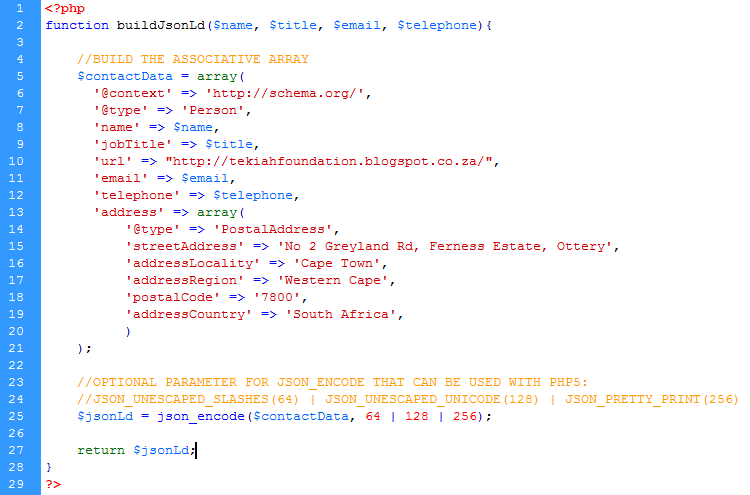 1 <?php
2 function buildJsonLd($name, $title, $email, $telephone){
3
4     //BUILD THE ASSOCIATIVE ARRAY
5     $contactData = array(
6       '@context' => 'http://schema.org/',
7       '@type' => 'Person',
8       'name' => $name,
9       'jobTitle' => $title,
10       'url' => "http://tekiahfoundation.blogspot.co.za/",
11       'email' => $email,
12       'telephone' => $telephone,
13       'address' => array(
14           '@type' => 'PostalAddress',
15           'streetAddress' => 'No 2 Greyland Rd, Ferness Estate, Ottery',
16           'addressLocality' => 'Cape Town',
17           'addressRegion' => 'Western Cape',
18           'postalCode' => '7800',
19           'addressCountry' => 'South Africa',
20           )
21     );
22
23     //OPTIONAL PARAMETER FOR JSON_ENCODE THAT CAN BE USED WITH PHP5:
24     //JSON_UNESCAPED_SLASHES(64) | JSON_UNESCAPED_UNICODE(128) | JSON_PRETTY_PRINT(256)
25     $jsonLd = json_encode($contactData, 64 | 128 | 256);
26
27     return $jsonLd;
28 }
29 ?>